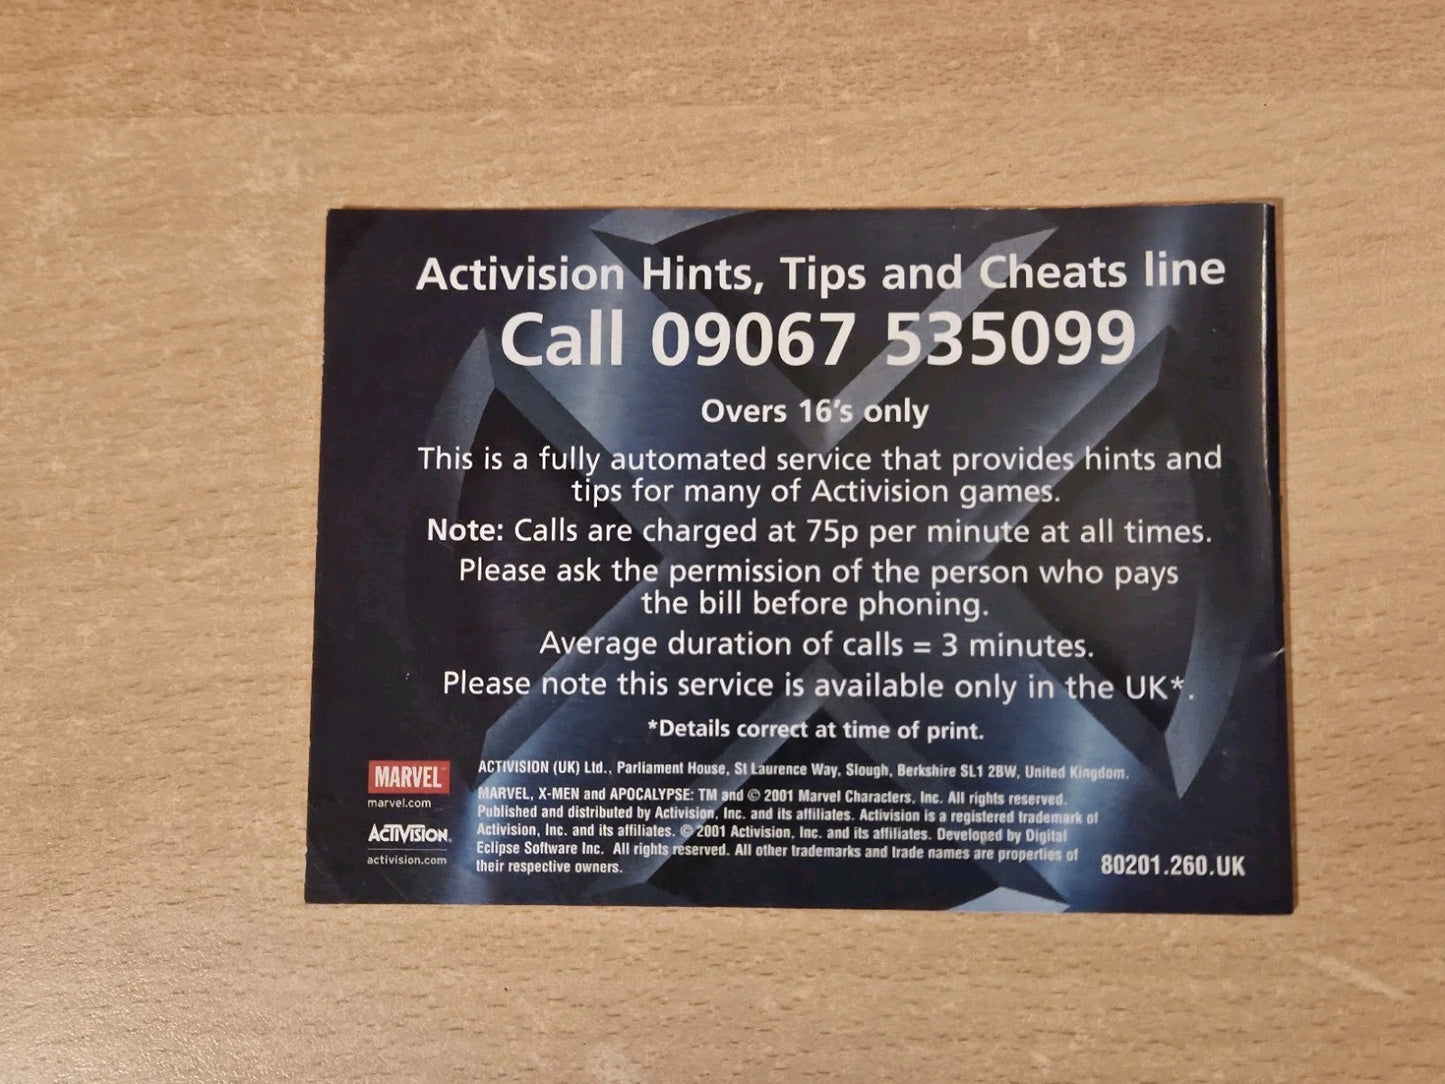 Activision Hints, Tips and Cheats line
Call 09067 535099
Overs 16's only
This is a fully automated service that provides hints and
tips for many of Activision games.
Note: Calls are charged at 75p per minute at all times.
Please ask the permission of the person who pays
the bill before phoning.
Average duration of calls = 3 minutes.
Please note this service is available only in the UK*.
*Details correct at time of print.
MARVEL™
marvel.com
ACTIVISION®
activision.com
ACTIVISION (UK) Ltd., Parliament House, St Laurence Way, Slough, Berkshire SL1 2BW, United Kingdom.
MARVEL, X-MEN and APOCALYPSE: TM and © 2001 Marvel Characters, Inc. All rights reserved.
Published and distributed by Activision, Inc. and its affiliates. Activision is a registered trademark of
Activision, Inc. and its affiliates. © 2001 Activision, Inc. and its affiliates. Developed by Digital
Eclipse Software Inc. All rights reserved. All other trademarks and trade names are properties of
their respective owners.
80201.260.UK